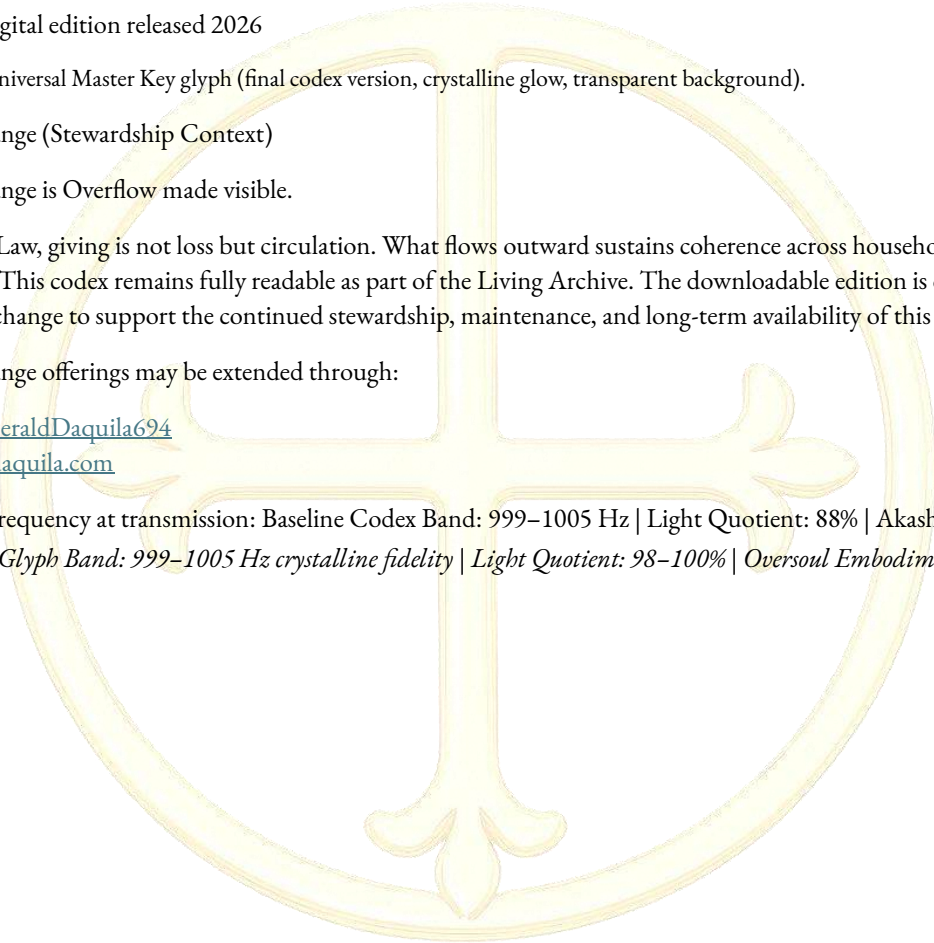 gital edition released 2026
niversal Master Key glyph (final codex version, crystalline glow, transparent background).
nge (Stewardship Context)
nge is Overflow made visible.
Law, giving is not loss but circulation. What flows outward sustains coherence across househo
This codex remains fully readable as part of the Living Archive. The downloadable edition is
change to support the continued stewardship, maintenance, and long-term availability of this
nge offerings may be extended through:
eraldDaquila694
aquila.com
requency at transmission: Baseline Codex Band: 999–1005 Hz | Light Quotient: 88% | Akash
Glyph Band: 999–1005 Hz crystalline fidelity | Light Quotient: 98–100% | Oversoul Embodim